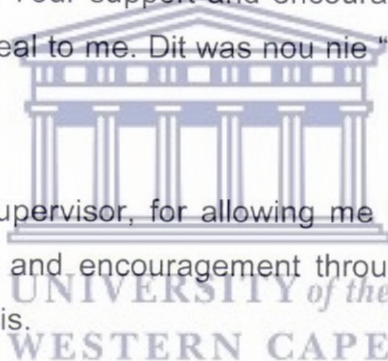 Your support and encoura
eal to me. Dit was nou nie “
upervisor, for allowing me
and encouragement throu
UNIVERSITY of the
is.
WESTERN CAPE